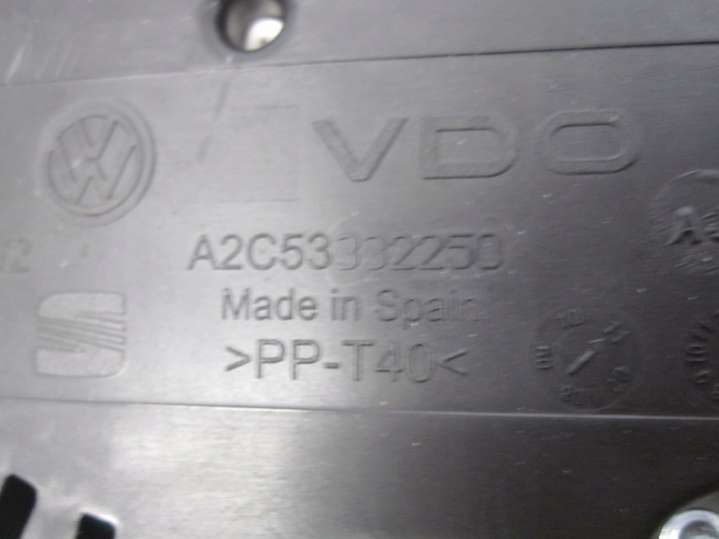 VDO
A2C53332250
Made in Spain
>PP-T40<